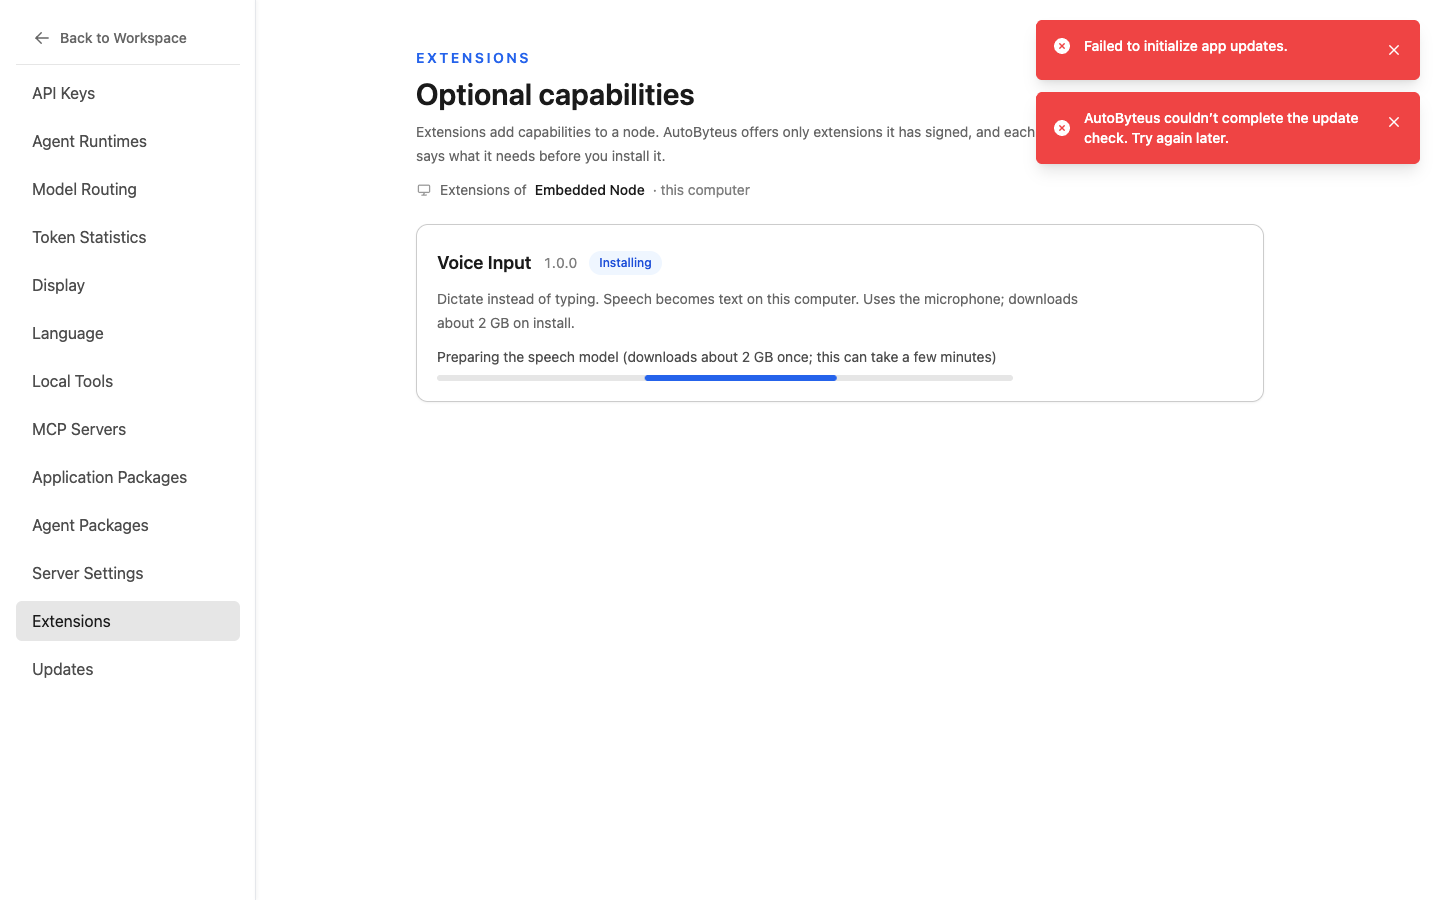 Back to Workspace
API Keys
Agent Runtimes
Model Routing
Token Statistics
Display
Language
Local Tools
MCP Servers
Application Packages
Agent Packages
Server Settings
Extensions
Updates
EXTENSIONS
Optional capabilities
Extensions add capabilities to a node. AutoByteus offers only extensions it has signed, and each
says what it needs before you install it.
Extensions of Embedded Node · this computer
Voice Input 1.0.0 Installing
Dictate instead of typing. Speech becomes text on this computer. Uses the microphone; downloads
about 2 GB on install.
Preparing the speech model (downloads about 2 GB once; this can take a few minutes)
Failed to initialize app updates.
AutoByteus couldn’t complete the update
check. Try again later.